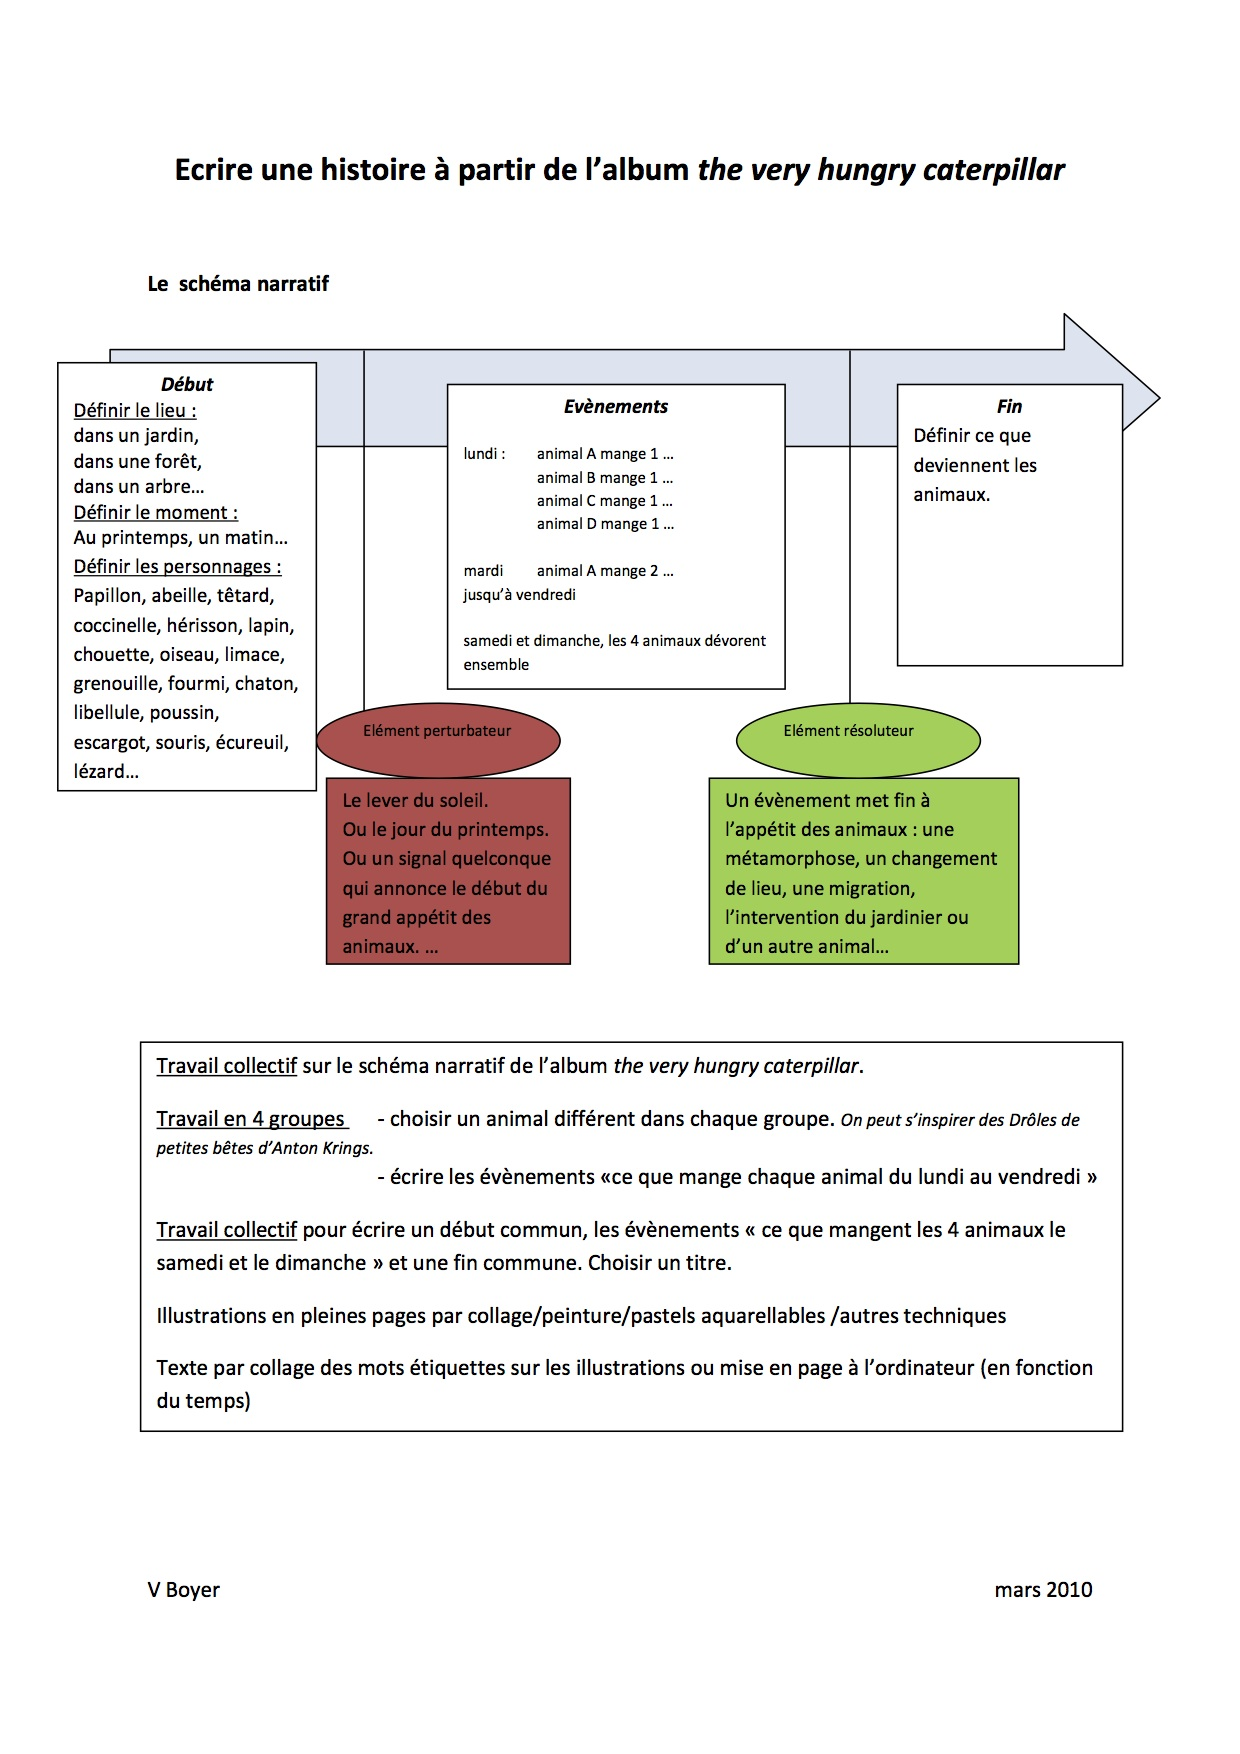 Ecrire une histoire à partir de l’album the very hungry caterpillar
Le  schéma narratif
Début
Définir le lieu :
dans un jardin,
dans une forêt,
dans un arbre…
Définir le moment :
Au printemps, un matin…
Définir les personnages :
Papillon, abeille, têtard,
coccinelle, hérisson, lapin,
chouette, oiseau, limace,
grenouille, fourmi, chaton,
libellule, poussin,
escargot, souris, écureuil,
lézard…
Evènements
lundi : animal A mange 1 …
animal B mange 1 …
animal C mange 1 …
animal D mange 1 …
mardi animal A mange 2 …
jusqu’à vendredi
samedi et dimanche, les 4 animaux dévorent
ensemble
Fin
Définir ce que
deviennent les
animaux.
Elément perturbateur
Le lever du soleil.
Ou le jour du printemps.
Ou un signal quelconque
qui annonce le début du
grand appétit des
animaux. …
Elément résoluteur
Un évènement met fin à
l’appétit des animaux : une
métamorphose, un changement
de lieu, une migration,
l’intervention du jardinier ou
d’un autre animal…
Travail collectif sur le schéma narratif de l’album the very hungry caterpillar.
Travail en 4 groupes - choisir un animal différent dans chaque groupe. On peut s’inspirer des Drôles de
petites bêtes d’Anton Krings.
- écrire les évènements «ce que mange chaque animal du lundi au vendredi »
Travail collectif pour écrire un début commun, les évènements « ce que mangent les 4 animaux le
samedi et le dimanche » et une fin commune. Choisir un titre.
Illustrations en pleines pages par collage/peinture/pastels aquarellables /autres techniques
Texte par collage des mots étiquettes sur les illustrations ou mise en page à l’ordinateur (en fonction
du temps)
V Boyer mars 2010